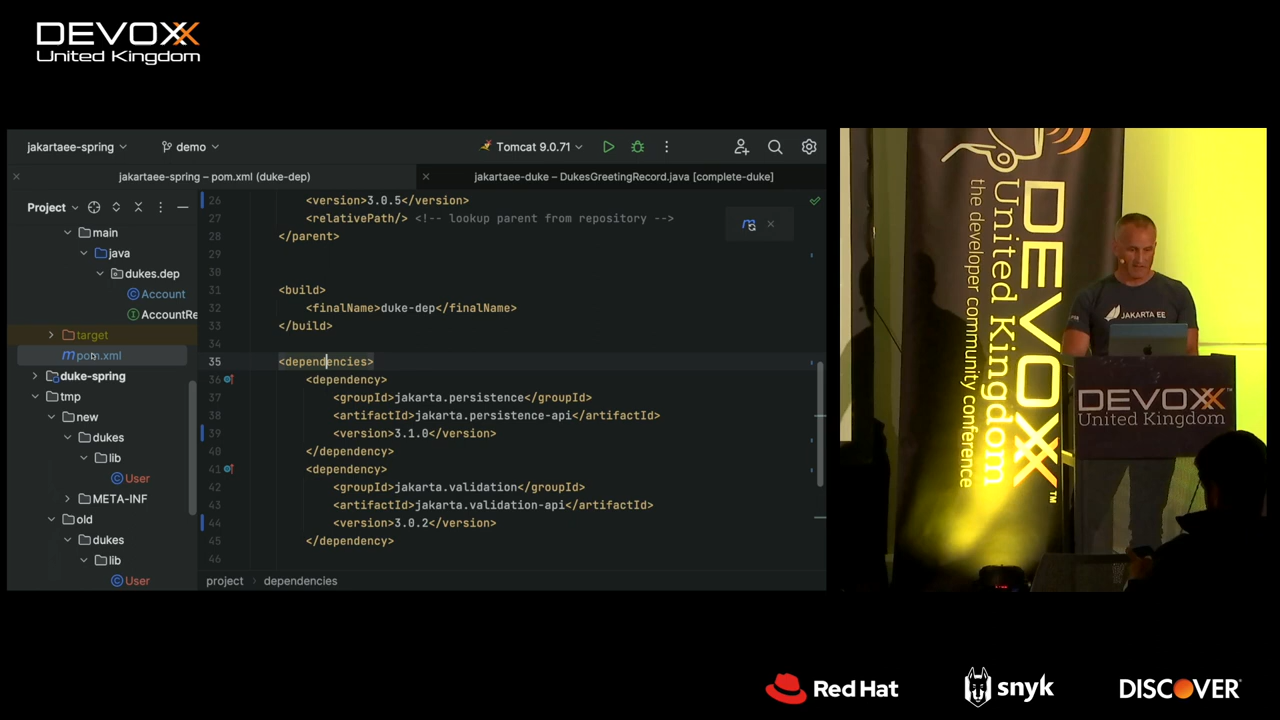 DEVOXX
United Kingdom
jakartaee-spring
demo
Tomcat 9.0.71
jakartaee-spring – pom.xml (duke-dep)
jakartaee-duke – DukesGreetingRecord.java [complete-duke]
Project
main
java
dukes.dep
Account
AccountRe
target
pom.xml
duke-spring
tmp
new
dukes
lib
User
META-INF
old
dukes
lib
User
26 <version>3.0.5</version>
27 <relativePath/> <!-- lookup parent from repository -->
28 </parent>
29
30
31 <build>
32 <finalName>duke-dep</finalName>
33 </build>
34
35 <dependencies>
36 <dependency>
37 <groupId>jakarta.persistence</groupId>
38 <artifactId>jakarta.persistence-api</artifactId>
39 <version>3.1.0</version>
40 </dependency>
41 <dependency>
42 <groupId>jakarta.validation</groupId>
43 <artifactId>jakarta.validation-api</artifactId>
44 <version>3.0.2</version>
45 </dependency>
46
project > dependencies
DEVOXX™
United Kingdom
the developer community conference
JAKARTA EE
DEVOXX™
United Kingdom
Red Hat
snyk
DISCOVER